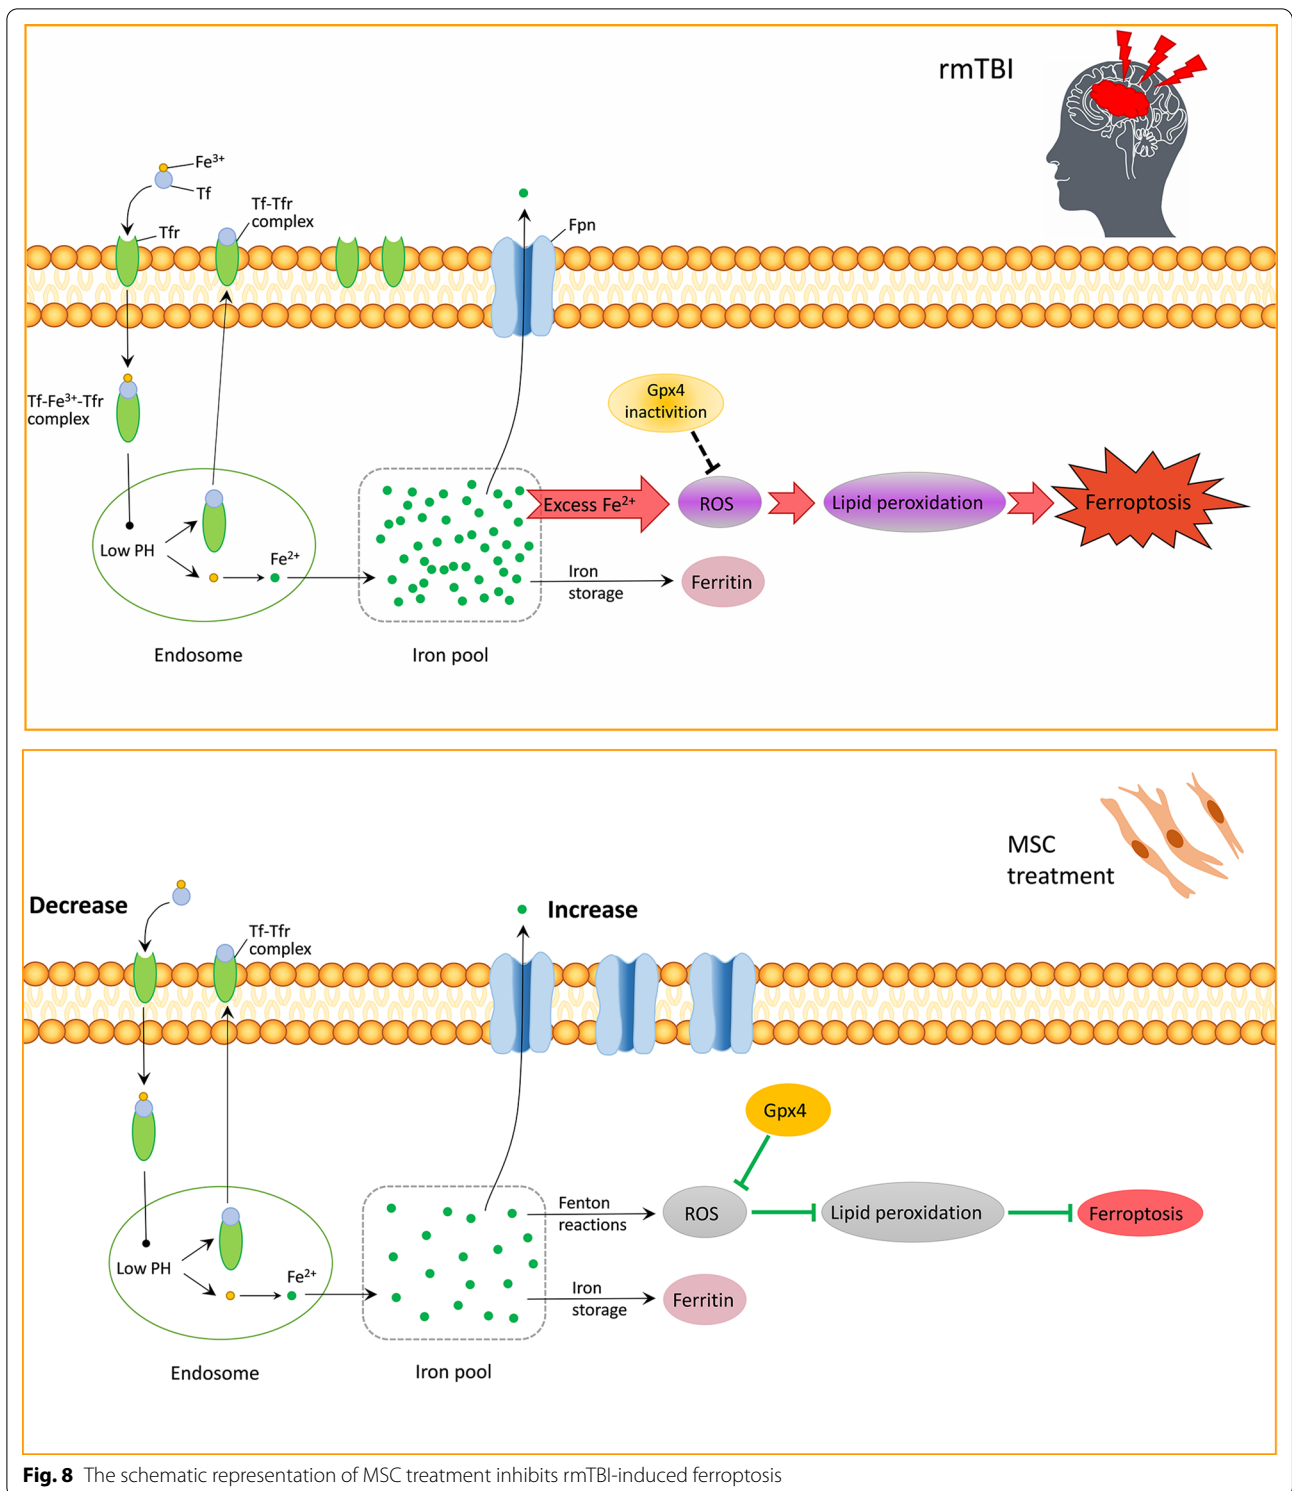 rmTBI
Fe³⁺
Tf
Tfr
Tf-Tfr
complex
Fpn
Tf-Fe³⁺-Tfr
complex
Gpx4
inactivition
Low PH
Fe²⁺
Excess Fe²⁺
ROS
Lipid peroxidation
Ferroptosis
Iron
storage
Ferritin
Endosome
Iron pool
MSC
treatment
Decrease
Tf-Tfr
complex
Increase
Gpx4
Low PH
Fe²⁺
Fenton
reactions
ROS
Lipid peroxidation
Ferroptosis
Iron
storage
Ferritin
Endosome
Iron pool
Fig. 8 The schematic representation of MSC treatment inhibits rmTBI-induced ferroptosis